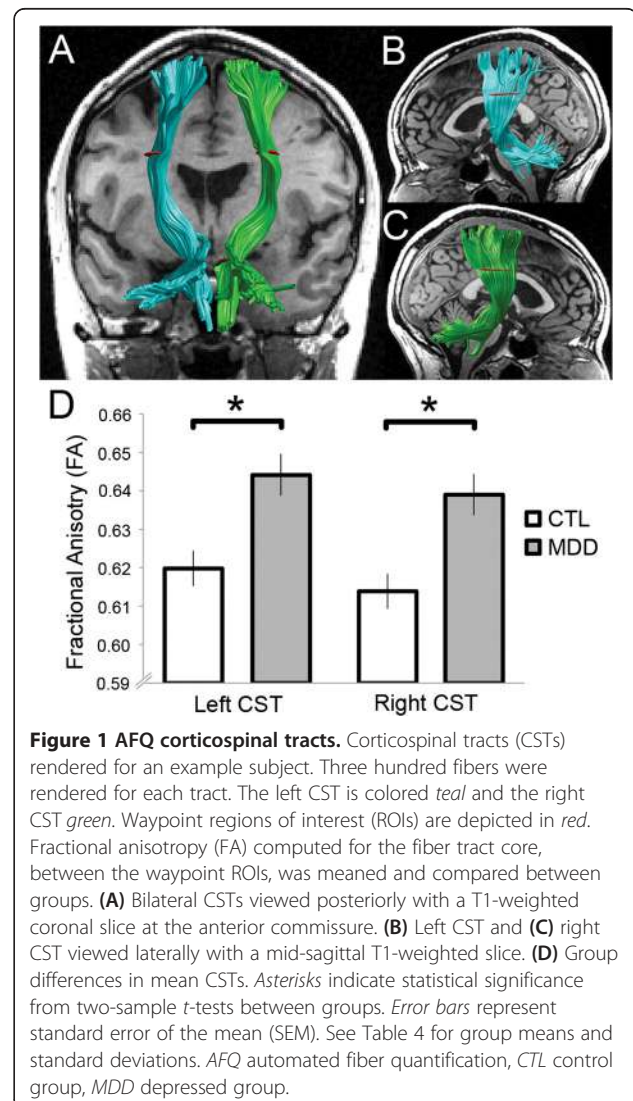 A
B
C
D
Fractional Anisotry (FA)
0.66
0.65
0.64
0.63
0.62
0.61
0.60
0.59
*
*
CTL
MDD
Left CST
Right CST
Figure 1 AFQ corticospinal tracts. Corticospinal tracts (CSTs)
rendered for an example subject. Three hundred fibers were
rendered for each tract. The left CST is colored teal and the right
CST green. Waypoint regions of interest (ROIs) are depicted in red.
Fractional anisotropy (FA) computed for the fiber tract core,
between the waypoint ROIs, was meaned and compared between
groups. (A) Bilateral CSTs viewed posteriorly with a T1-weighted
coronal slice at the anterior commissure. (B) Left CST and (C) right
CST viewed laterally with a mid-sagittal T1-weighted slice. (D) Group
differences in mean CSTs. Asterisks indicate statistical significance
from two-sample t-tests between groups. Error bars represent
standard error of the mean (SEM). See Table 4 for group means and
standard deviations. AFQ automated fiber quantification, CTL control
group, MDD depressed group.